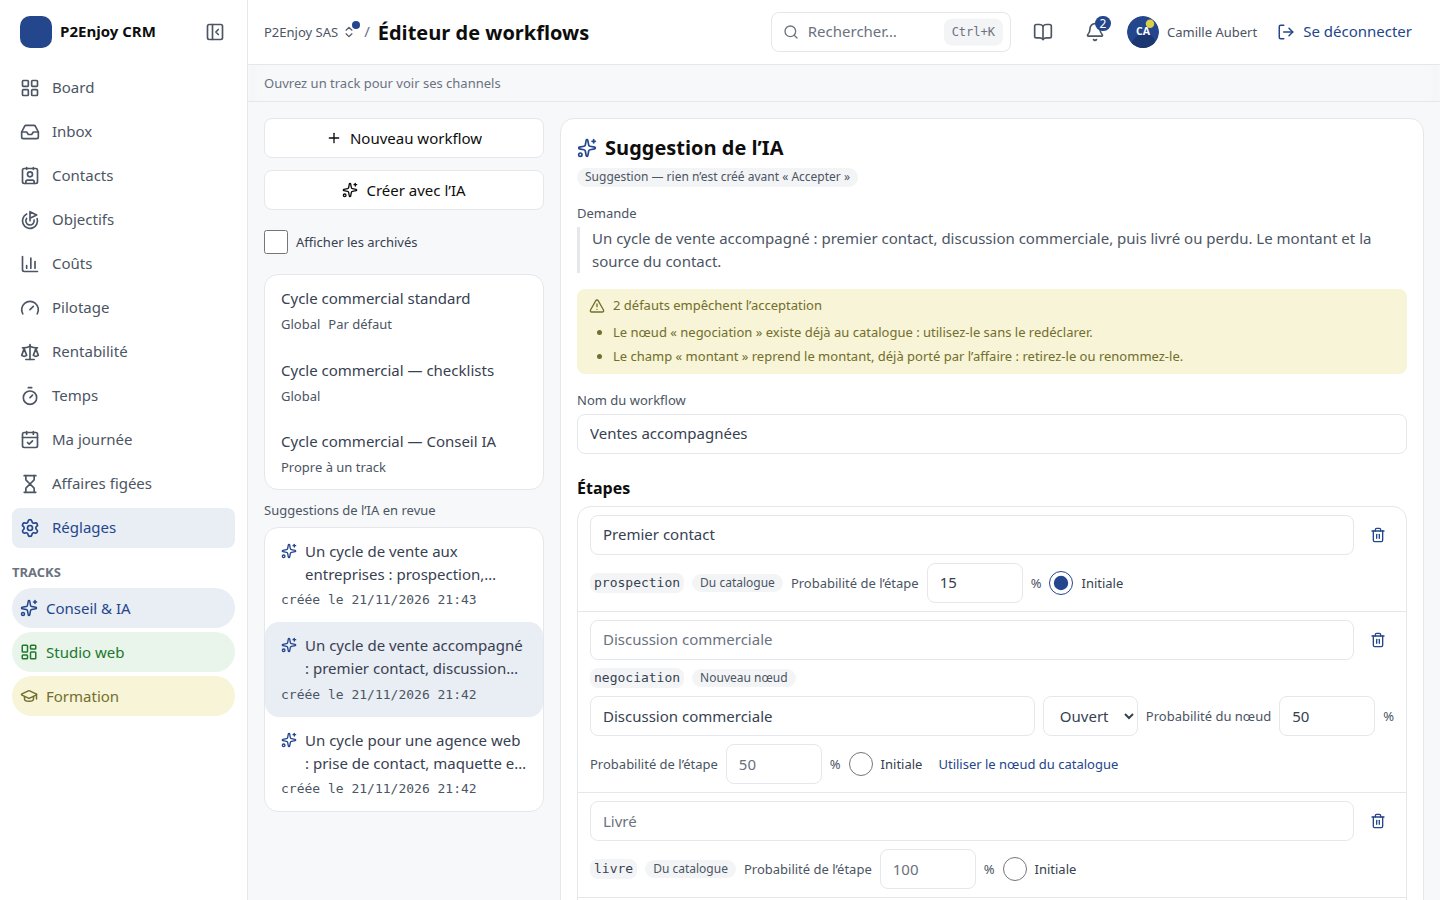 P2Enjoy CRM
Board
Inbox
Contacts
Objectifs
Coûts
Pilotage
Rentabilité
Temps
Ma journée
Affaires figées
Réglages
TRACKS
Conseil & IA
Studio web
Formation
P2Enjoy SAS / Éditeur de workflows
Rechercher... Ctrl+K
2
CA Camille Aubert
Se déconnecter
Ouvrez un track pour voir ses channels
Nouveau workflow
Créer avec l’IA
Afficher les archivés
Cycle commercial standard
Global Par défaut
Cycle commercial — checklists
Global
Cycle commercial — Conseil IA
Propre à un track
Suggestions de l’IA en revue
Un cycle de vente aux
entreprises : prospection,...
créée le 21/11/2026 21:43
Un cycle de vente accompagné
: premier contact, discussion...
créée le 21/11/2026 21:42
Un cycle pour une agence web
: prise de contact, maquette e...
créée le 21/11/2026 21:42
Suggestion de l’IA
Suggestion — rien n’est créé avant « Accepter »
Demande
Un cycle de vente accompagné : premier contact, discussion commerciale, puis livré ou perdu. Le montant et la
source du contact.
2 défauts empêchent l’acceptation
Le nœud « negociation » existe déjà au catalogue : utilisez-le sans le redéclarer.
Le champ « montant » reprend le montant, déjà porté par l’affaire : retirez-le ou renommez-le.
Nom du workflow
Ventes accompagnées
Étapes
Premier contact
prospection Du catalogue Probabilité de l’étape 15 % Initiale
Discussion commerciale
negociation Nouveau nœud
Discussion commerciale Ouvert Probabilité du nœud 50 %
Probabilité de l’étape 50 % Initiale Utiliser le nœud du catalogue
Livré
livre Du catalogue Probabilité de l’étape 100 % Initiale